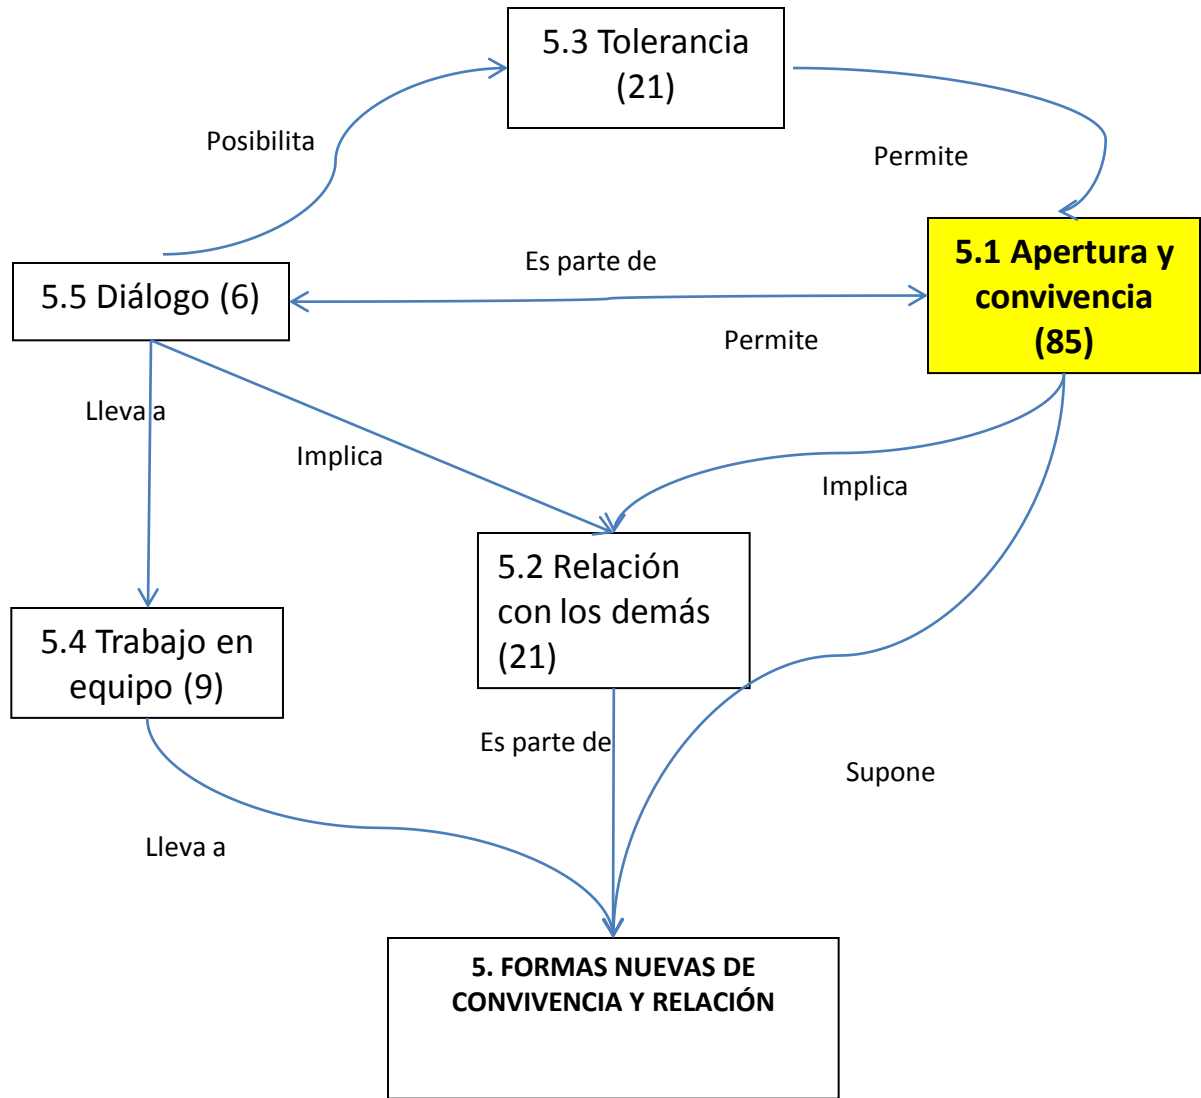 5.3 Tolerancia
(21)
Posibilita
Permite
5.1 Apertura y
convivencia
(85)
Es parte de
5.5 Diálogo (6)
Permite
Lleva a
Implica
Implica
5.2 Relación
con los demás
(21)
5.4 Trabajo en
equipo (9)
Es parte de
Supone
Lleva a
5. FORMAS NUEVAS DE
CONVIVENCIA Y RELACIÓN